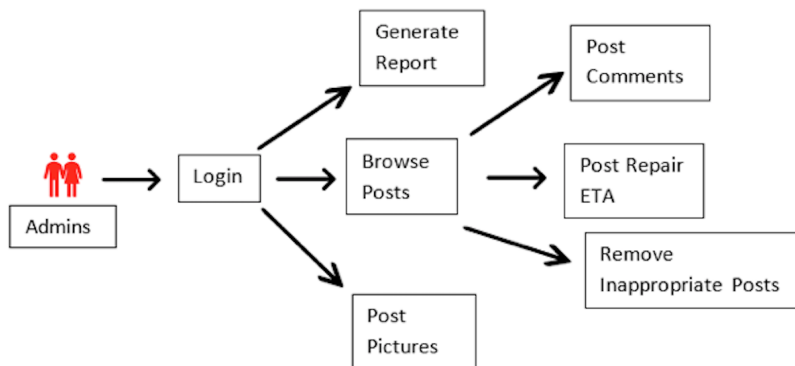 Admins
Login
Generate
Report
Browse
Posts
Post
Pictures
Post
Comments
Post Repair
ETA
Remove
Inappropriate Posts